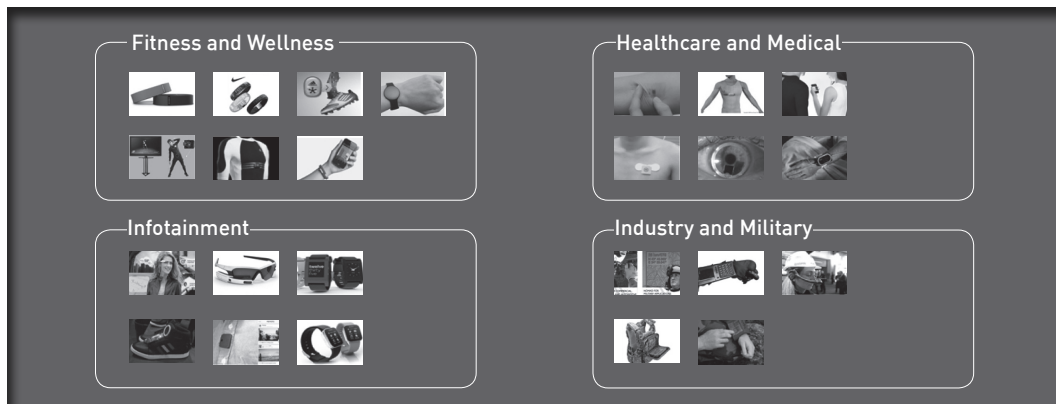 Fitness and Wellness
Healthcare and Medical
Infotainment
Industry and Military